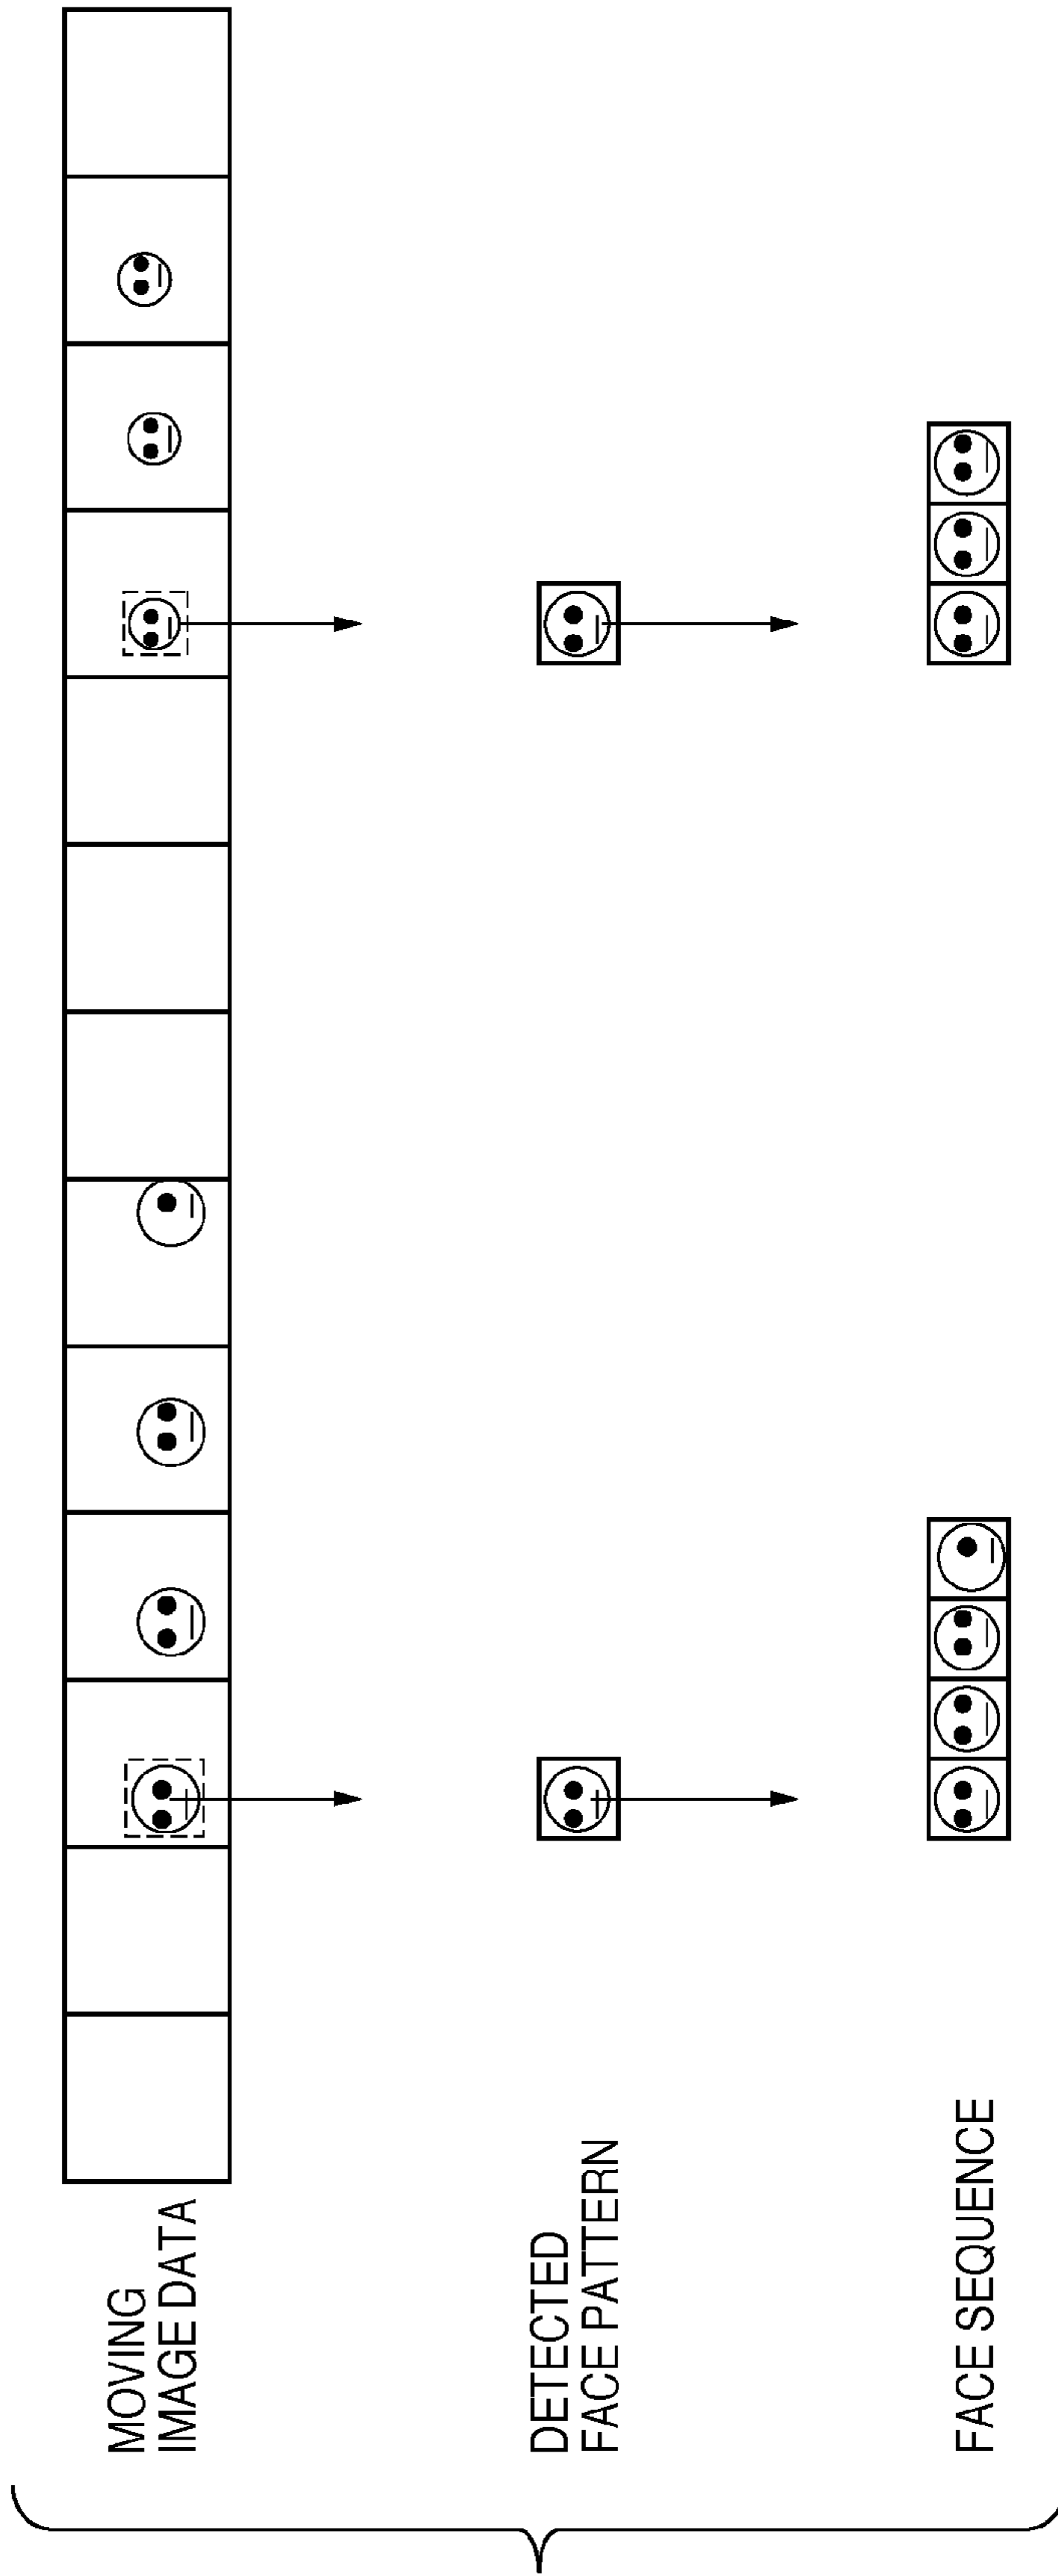 MOVING
IMAGE DATA
DETECTED
FACE PATTERN
FACE SEQUENCE